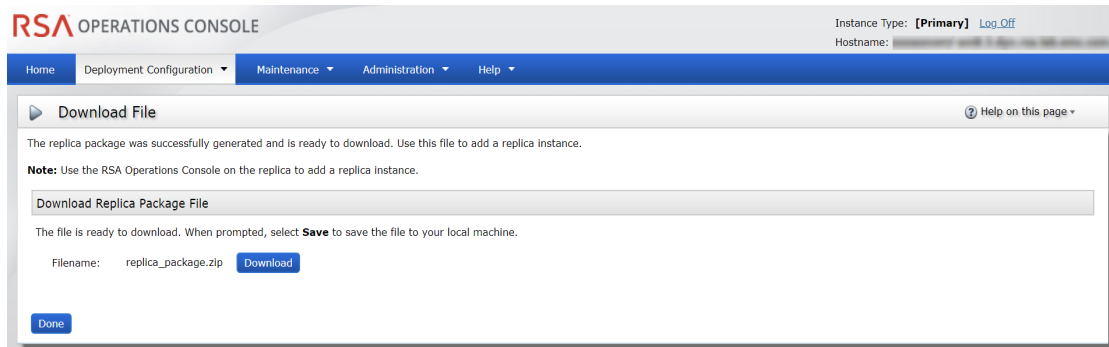 RSA OPERATIONS CONSOLE
Instance Type: [Primary] Log Off
Hostname:
Home Deployment Configuration Maintenance Administration Help
Download File
Help on this page
The replica package was successfully generated and is ready to download. Use this file to add a replica instance.
Note: Use the RSA Operations Console on the replica to add a replica instance.
Download Replica Package File
The file is ready to download. When prompted, select Save to save the file to your local machine.
Filename: replica_package.zip Download
Done